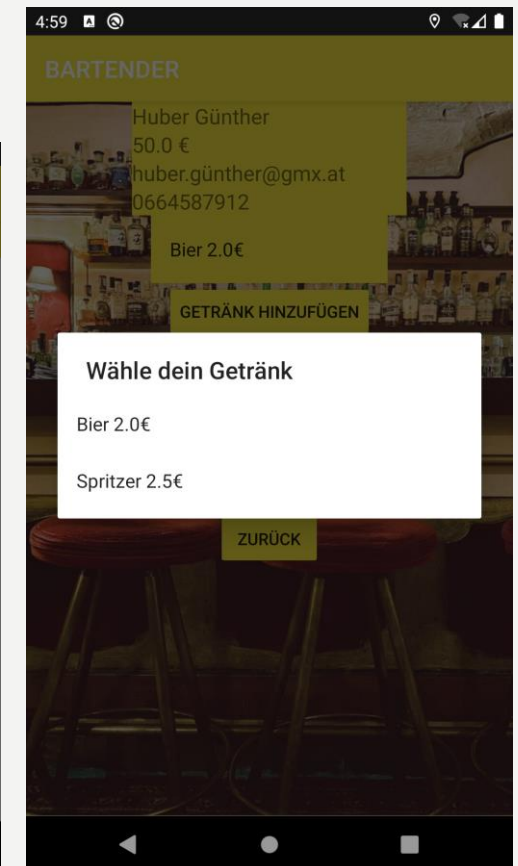 4:59
BARTENDER
Huber Günther
50.0 €
huber.günther@gmx.at
0664587912
Bier 2.0€
GETRÄNK HINZUFÜGEN
Wähle dein Getränk
Bier 2.0€
Spritzer 2.5€
ZURÜCK